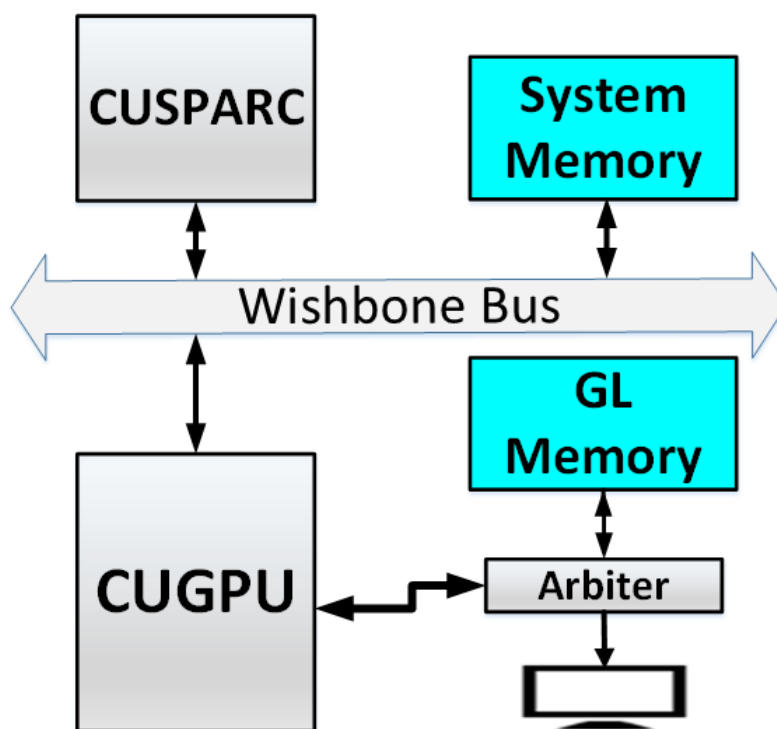 CUSPARC
System
Memory
Wishbone Bus
GL
Memory
CUGPU
Arbiter